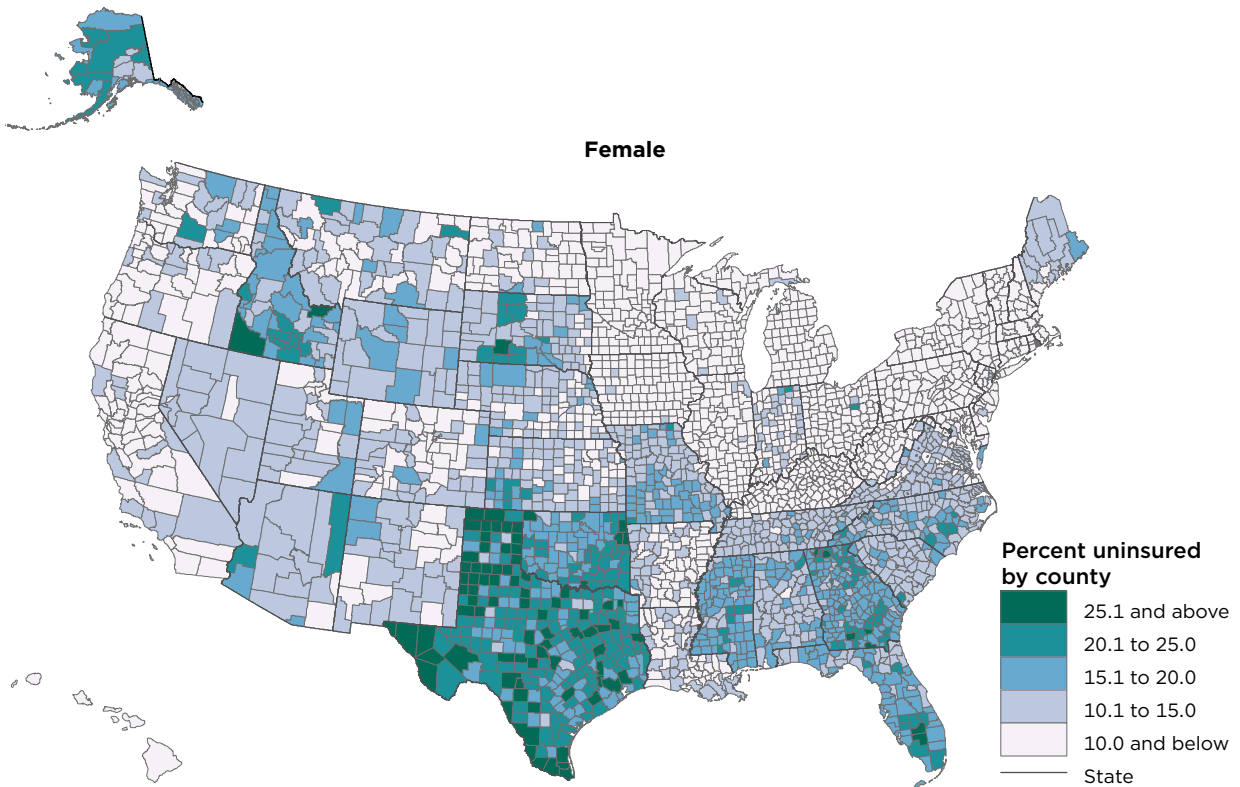 Female
Percent uninsured
by county
25.1 and above
20.1 to 25.0
15.1 to 20.0
10.1 to 15.0
10.0 and below
State